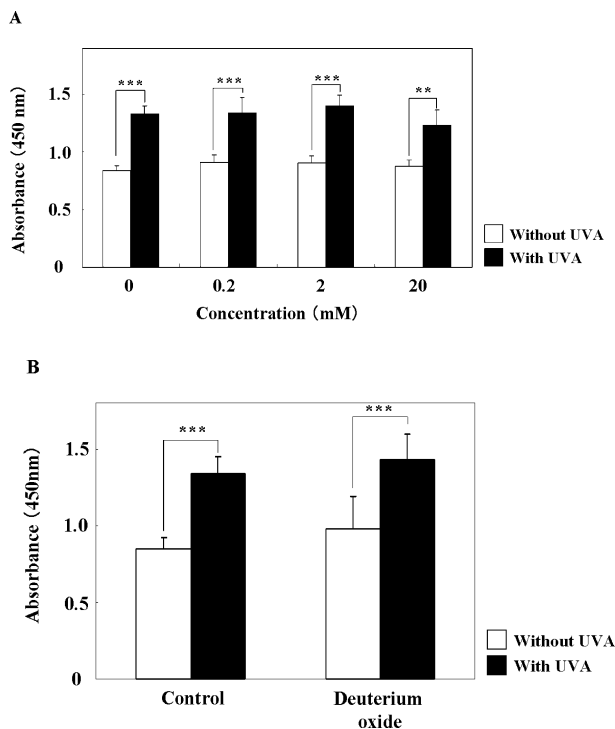 A
Absorbance (450 nm)
1.5
1.0
0.5
0
***
***
***
**
0
0.2
2
20
Concentration (mM)
Without UVA
With UVA
B
Absorbance (450nm)
1.5
1.0
0.5
0
***
***
Control
Deuterium
oxide
Without UVA
With UVA